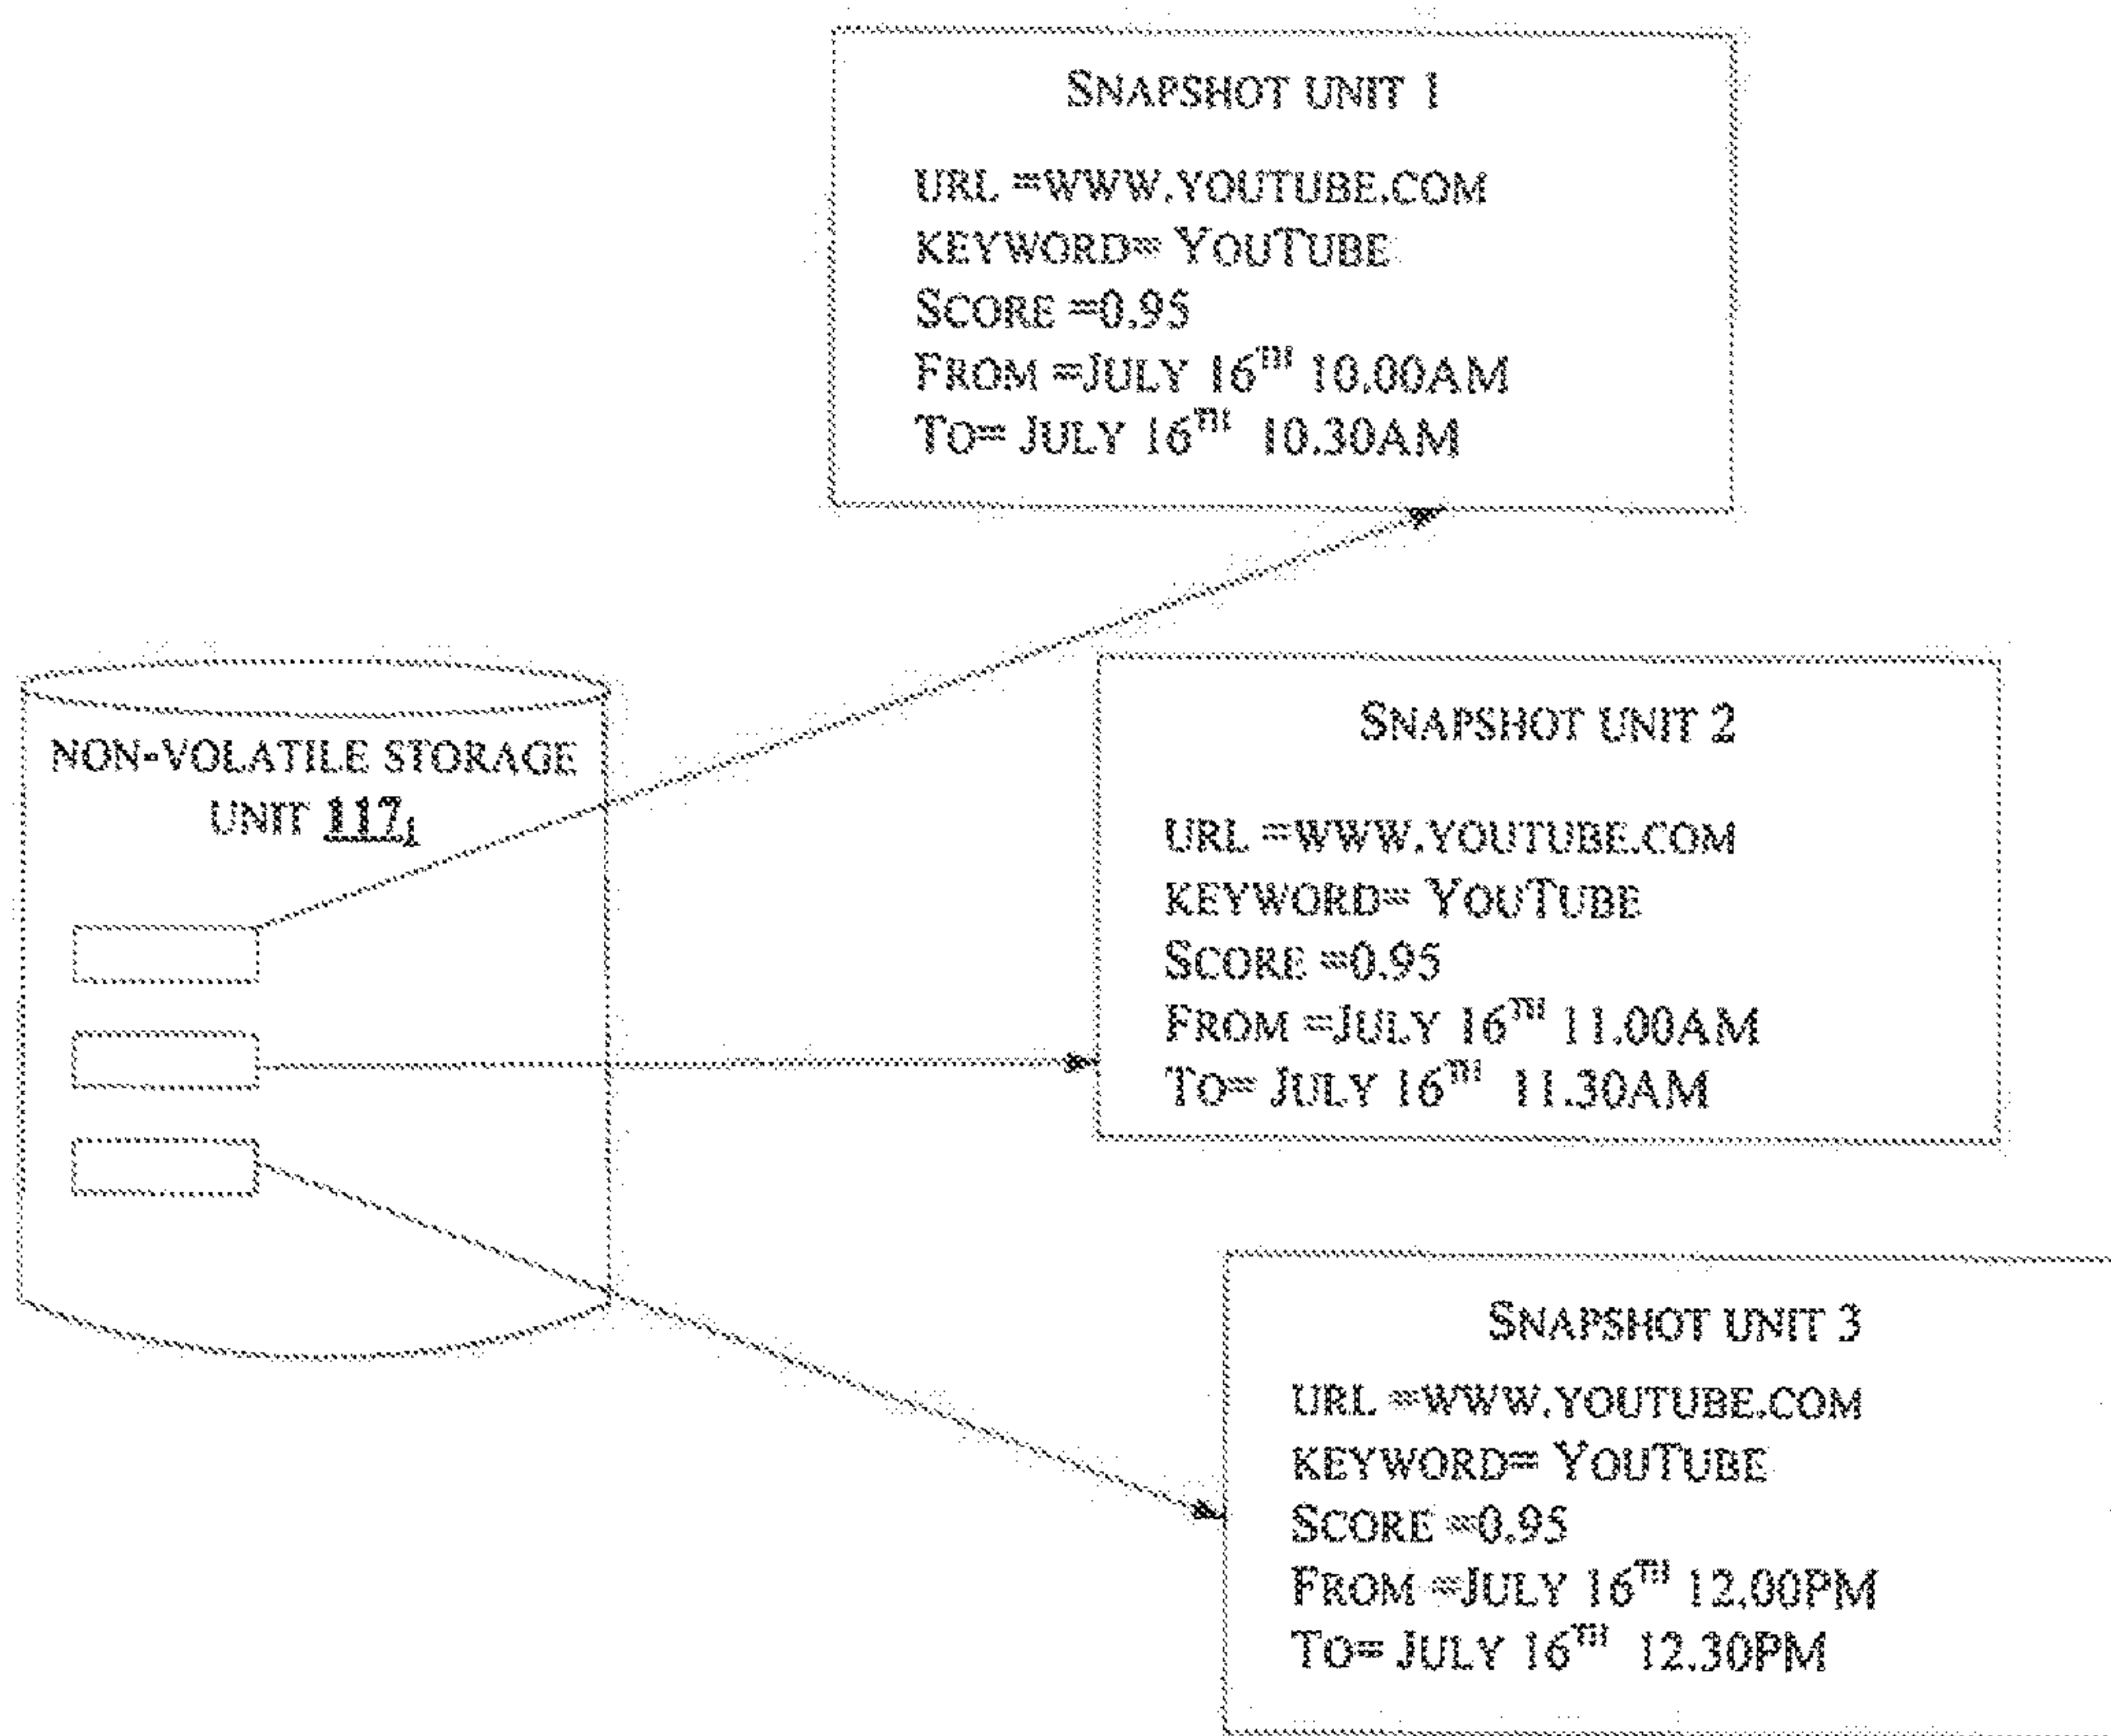 SNAPSHOT UNIT 1
URL =WWW.YOUTUBE.COM
KEYWORD= YOUTUBE
SCORE =0.95
FROM =JULY 16TH 10.00AM
TO= JULY 16TH 10.30AM
NON-VOLATILE STORAGE
UNIT 1171
SNAPSHOT UNIT 2
URL =WWW.YOUTUBE.COM
KEYWORD= YOUTUBE
SCORE =0.95
FROM =JULY 16TH 11.00AM
TO= JULY 16TH 11.30AM
SNAPSHOT UNIT 3
URL =WWW.YOUTUBE.COM
KEYWORD= YOUTUBE
SCORE =0.95
FROM =JULY 16TH 12.00PM
TO= JULY 16TH 12.30PM